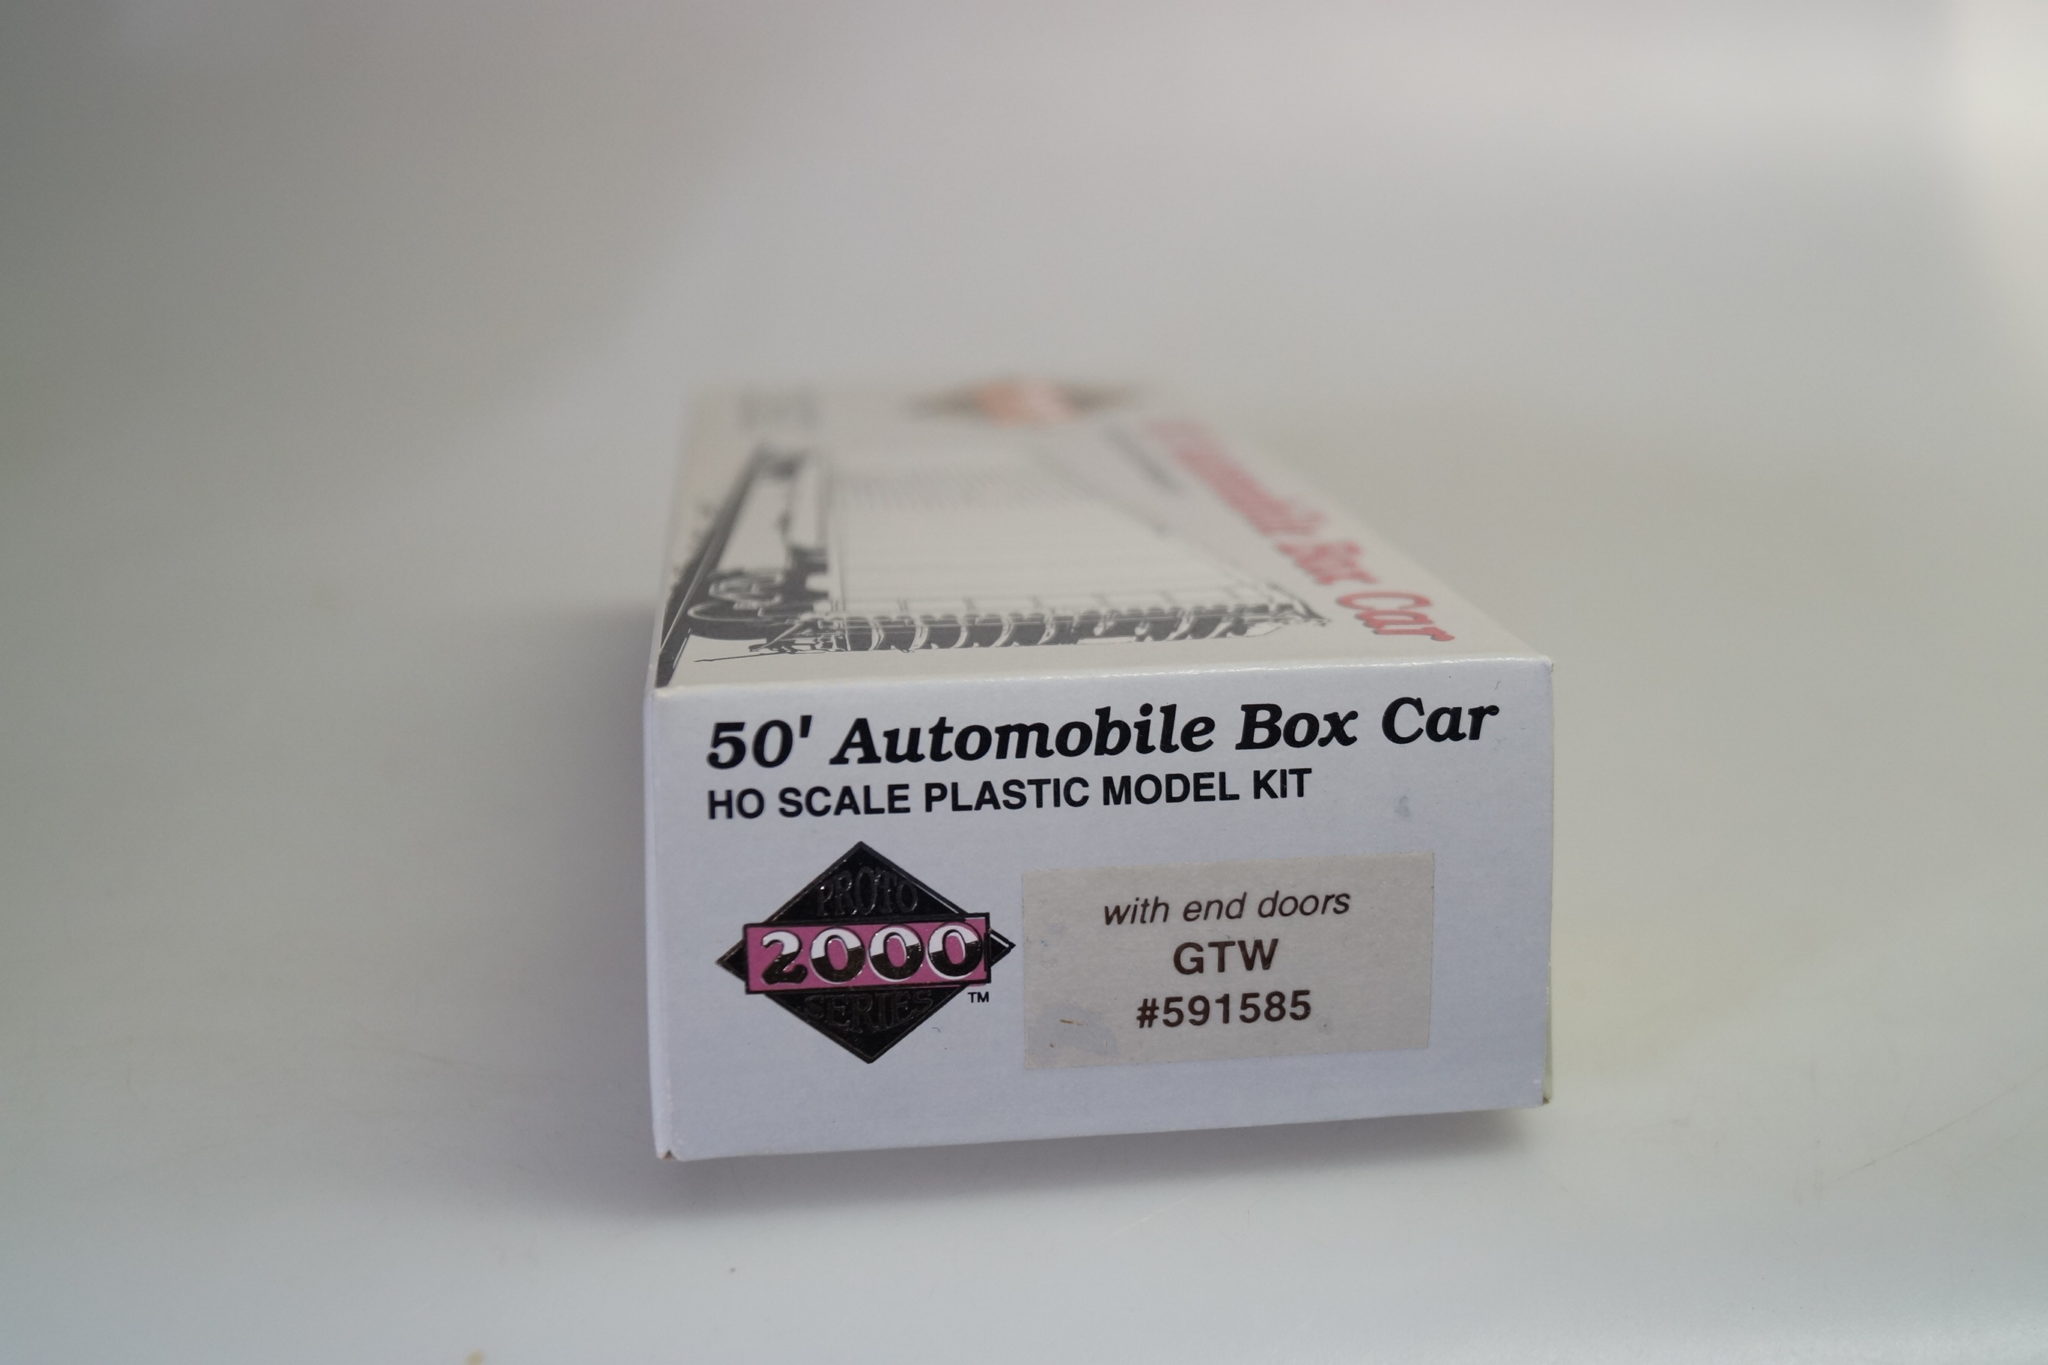 Automobile Box Car
50' Automobile Box Car
HO SCALE PLASTIC MODEL KIT
PROTO
2000
SERIES
TM
with end doors
GTW
#591585